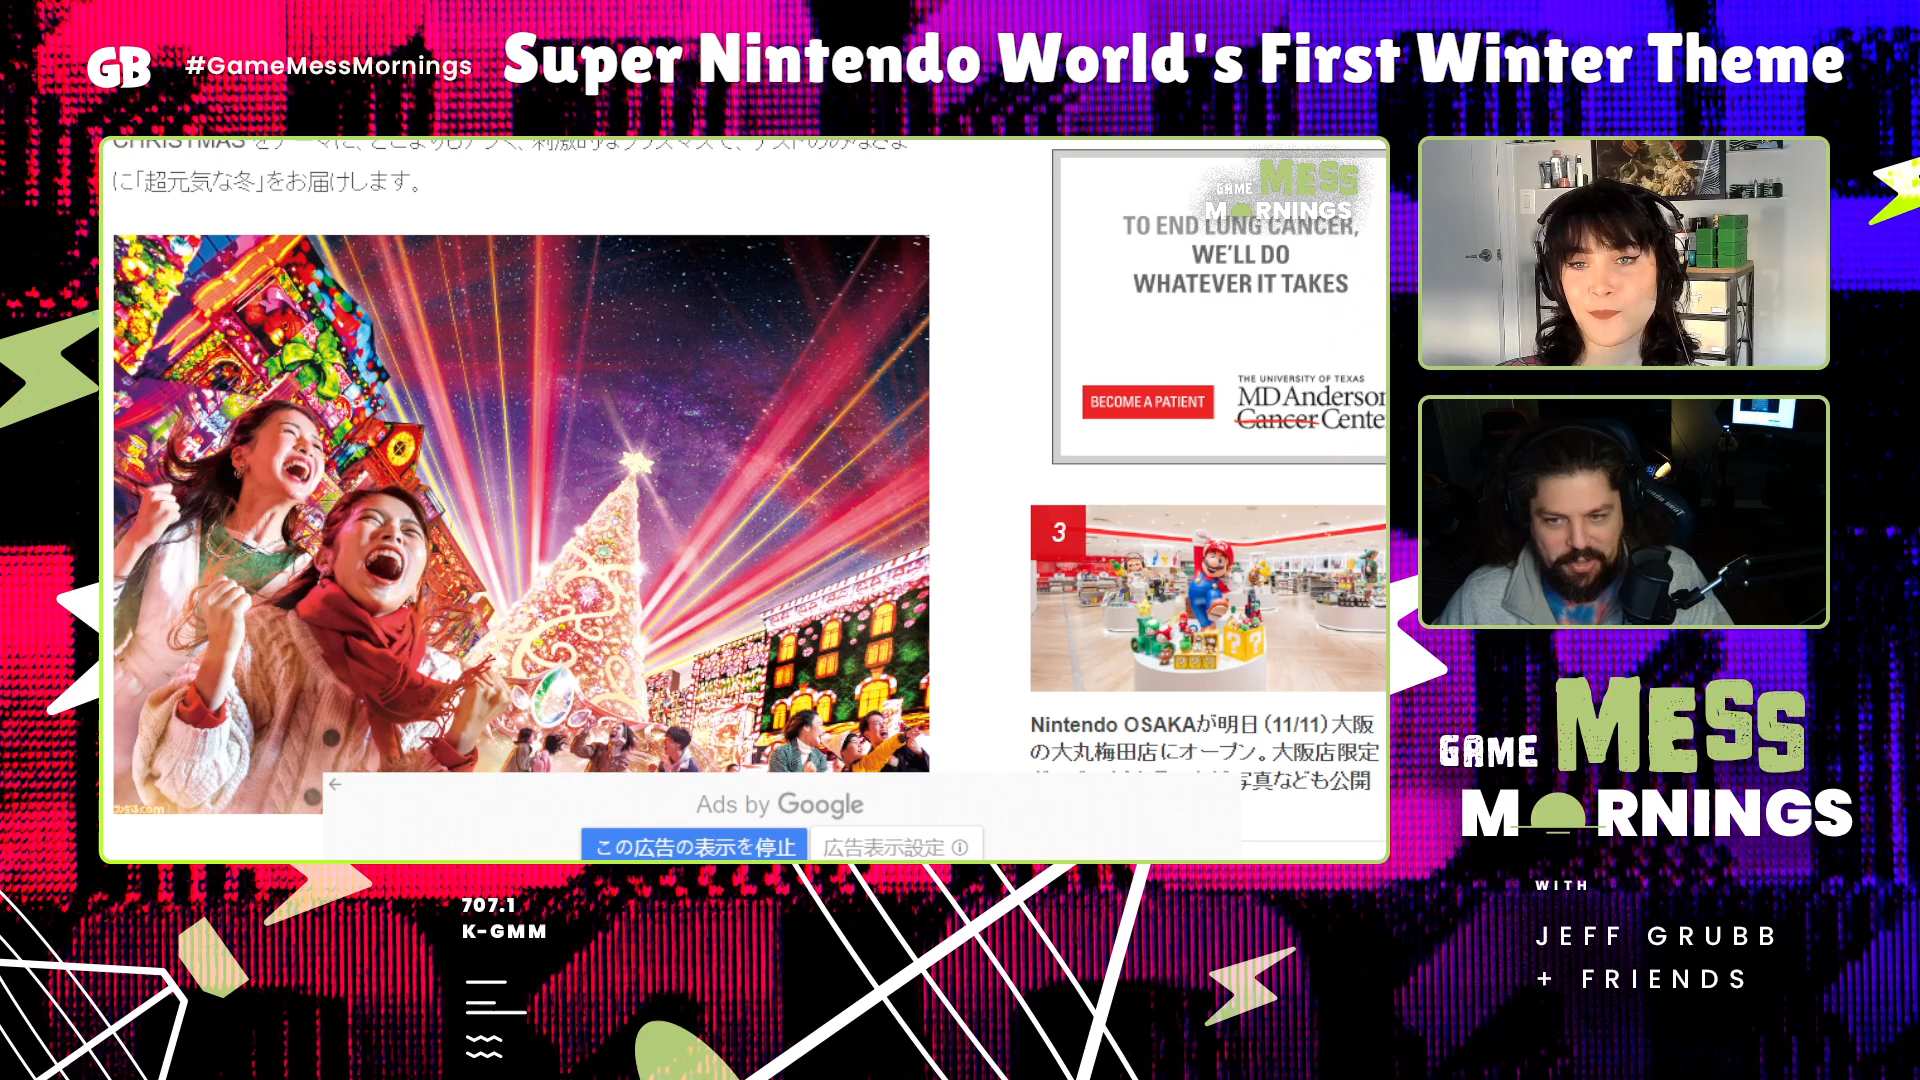 GB
#GameMessMornings
Super Nintendo World's First Winter Theme
に「超元気な冬」をお届けします。
GAME MESS
MORNINGS
TO END LUNG CANCER,
WE'LL DO
WHATEVER IT TAKES
BECOME A PATIENT
THE UNIVERSITY OF TEXAS
MD Anderson
Cancer Cente
3
Nintendo OSAKAが明日（11/11）大阪
の大丸梅田店にオープン。大阪店限定
写真なども公開
Ads by Google
この広告の表示を停止
広告表示設定
GAME MESS
MORNINGS
WITH
JEFF GRUBB
+ FRIENDS
707.1
K-GMM